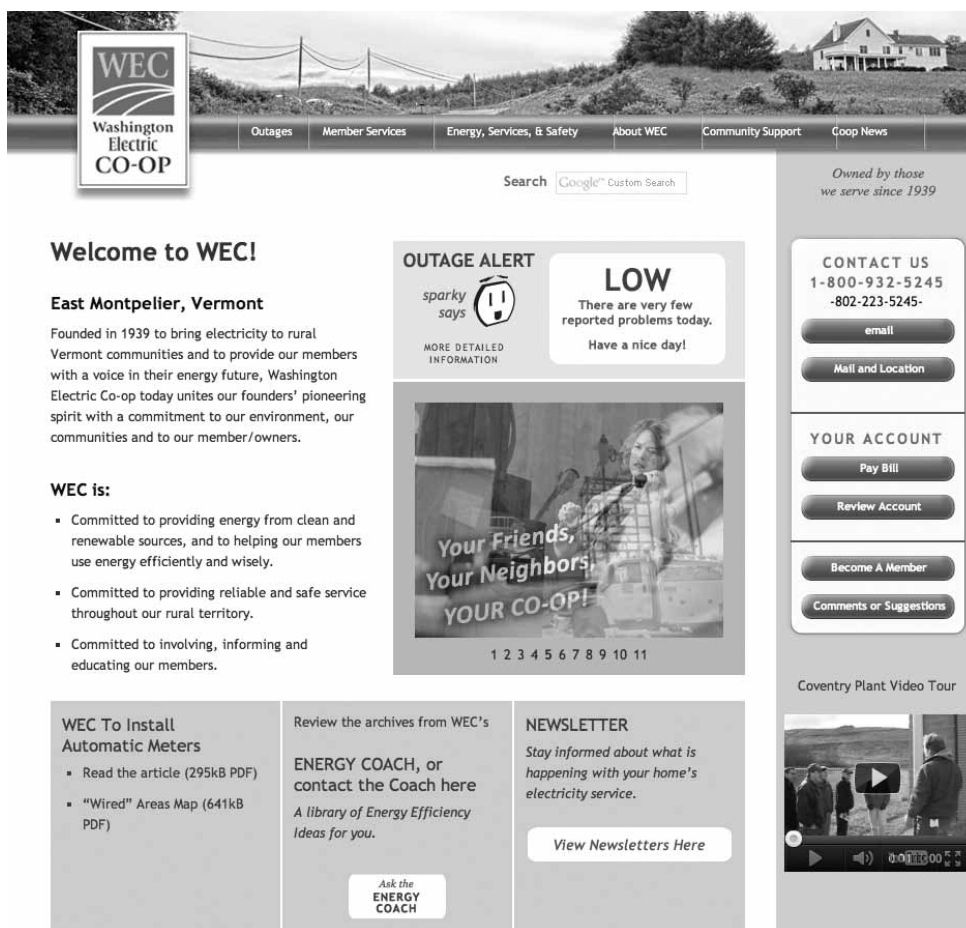 WEC
Washington
Electric
CO-OP
Outages
Member Services
Energy, Services, & Safety
About WEC
Community Support
Coop News
Search
Google™ Custom Search
Owned by those
we serve since 1939
Welcome to WEC!
East Montpelier, Vermont
Founded in 1939 to bring electricity to rural
Vermont communities and to provide our members
with a voice in their energy future, Washington
Electric Co-op today unites our founders' pioneering
spirit with a commitment to our environment, our
communities and to our member/owners.
WEC is:
▪ Committed to providing energy from clean and
renewable sources, and to helping our members
use energy efficiently and wisely.
▪ Committed to providing reliable and safe service
throughout our rural territory.
▪ Committed to involving, informing and
educating our members.
OUTAGE ALERT
sparky
says
MORE DETAILED
INFORMATION
LOW
There are very few
reported problems today.
Have a nice day!
Your Friends,
Your Neighbors,
YOUR CO-OP!
1 2 3 4 5 6 7 8 9 10 11
CONTACT US
1-800-932-5245
-802-223-5245-
email
Mail and Location
YOUR ACCOUNT
Pay Bill
Review Account
Become A Member
Comments or Suggestions
Coventry Plant Video Tour
WEC To Install
Automatic Meters
▪ Read the article (295kB PDF)
▪ "Wired" Areas Map (641kB
PDF)
Review the archives from WEC's
ENERGY COACH, or
contact the Coach here
A library of Energy Efficiency
Ideas for you.
Ask the
ENERGY
COACH
NEWSLETTER
Stay informed about what is
happening with your home's
electricity service.
View Newsletters Here